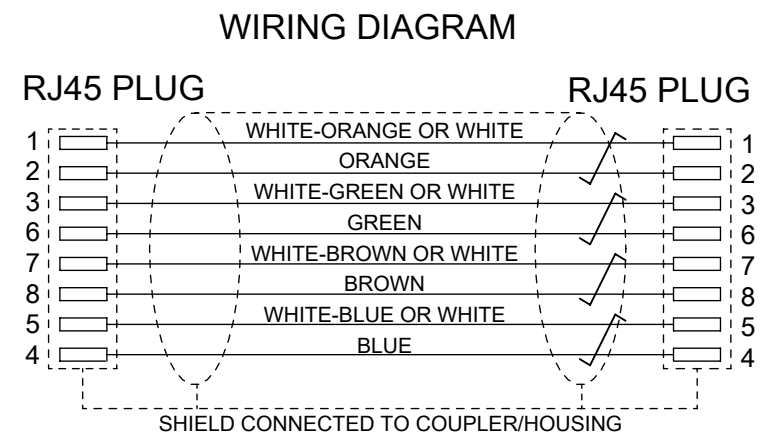 WIRING DIAGRAM
RJ45 PLUG RJ45 PLUG
1 WHITE-ORANGE OR WHITE 1
2 ORANGE 2
3 WHITE-GREEN OR WHITE 3
6 GREEN 6
7 WHITE-BROWN OR WHITE 7
8 BROWN 8
5 WHITE-BLUE OR WHITE 5
4 BLUE 4
SHIELD CONNECTED TO COUPLER/HOUSING